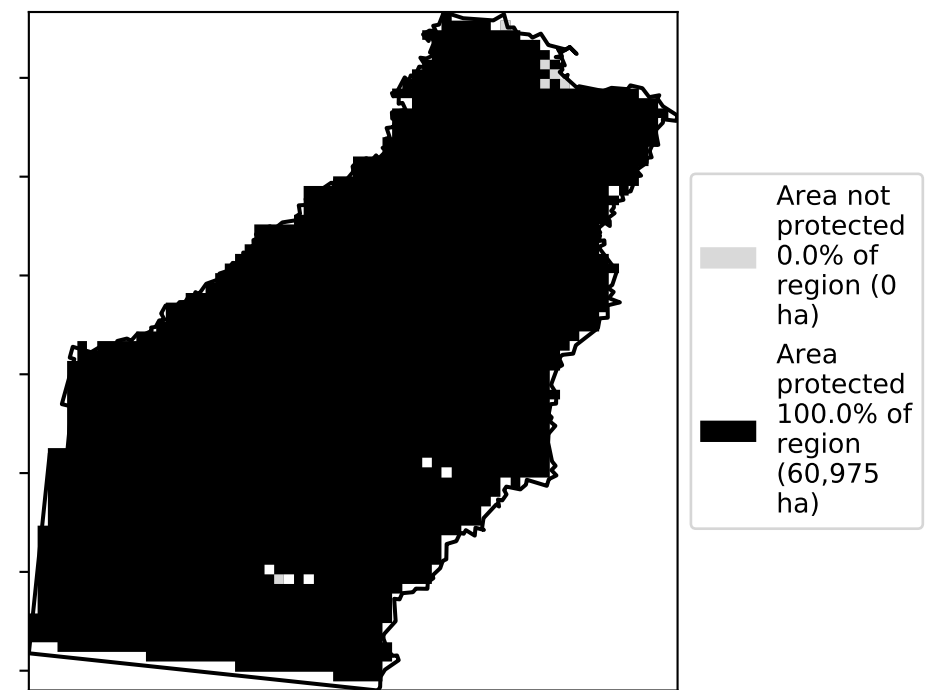 Area not
protected
0.0% of
region (0
ha)
Area
protected
100.0% of
region
(60,975
ha)